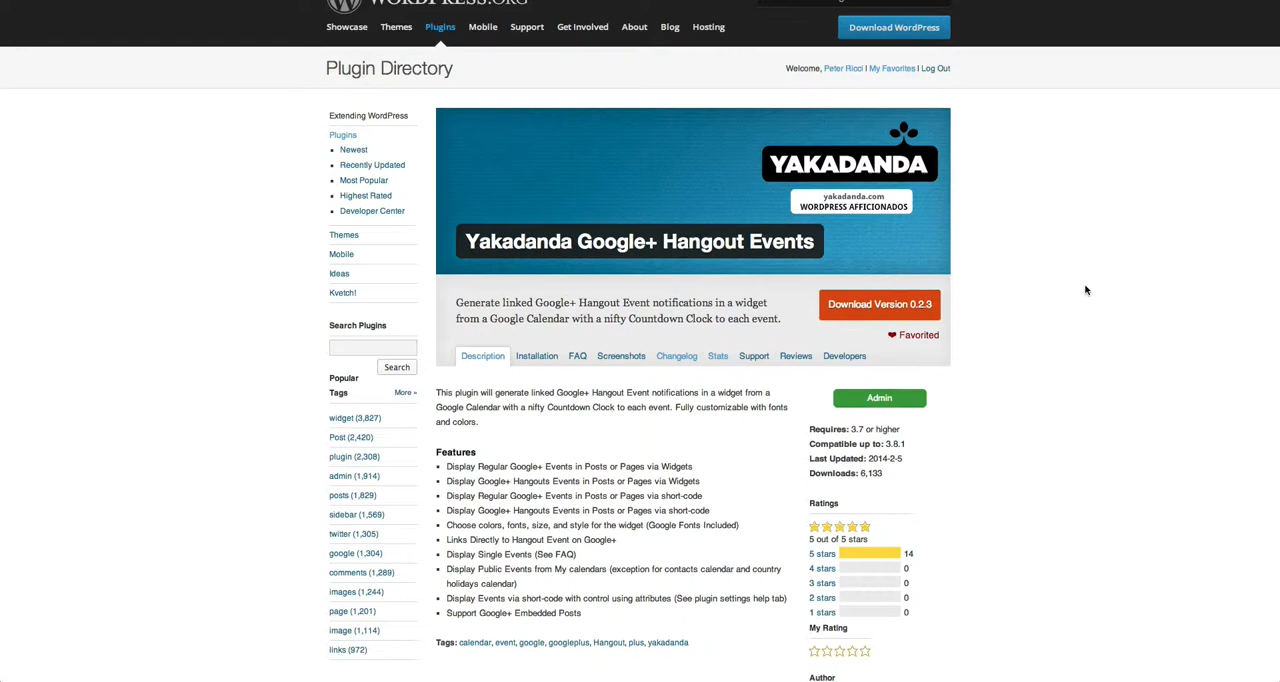 WORDPRESS.ORG
Showcase Themes Plugins Mobile Support Get Involved About Blog Hosting
Download WordPress
Plugin Directory
Welcome, Peter Ricci | My Favorites | Log Out
Extending WordPress
Plugins
Newest
Recently Updated
Most Popular
Highest Rated
Developer Center
Themes
Mobile
Ideas
Kvetch!
Search Plugins
Search
Popular
Tags More »
widget (3,827)
Post (2,420)
plugin (2,308)
admin (1,914)
posts (1,829)
sidebar (1,569)
twitter (1,305)
google (1,304)
comments (1,289)
images (1,244)
page (1,201)
image (1,114)
links (972)
YAKADANDA
yakadanda.com
WORDPRESS AFFICIONADOS
Yakadanda Google+ Hangout Events
Generate linked Google+ Hangout Event notifications in a widget
from a Google Calendar with a nifty Countdown Clock to each event.
Download Version 0.2.3
Favorited
Description Installation FAQ Screenshots Changelog Stats Support Reviews Developers
This plugin will generate linked Google+ Hangout Event notifications in a widget from a
Google Calendar with a nifty Countdown Clock to each event. Fully customizable with fonts
and colors.
Features
Display Regular Google+ Events in Posts or Pages via Widgets
Display Google+ Hangouts Events in Posts or Pages via Widgets
Display Regular Google+ Events in Posts or Pages via short-code
Display Google+ Hangouts Events in Posts or Pages via short-code
Choose colors, fonts, size, and style for the widget (Google Fonts Included)
Links Directly to Hangout Event on Google+
Display Single Events (See FAQ)
Display Public Events from My calendars (exception for contacts calendar and country
holidays calendar)
Display Events via short-code with control using attributes (See plugin settings help tab)
Support Google+ Embedded Posts
Tags: calendar, event, google, googleplus, Hangout, plus, yakadanda
Admin
Requires: 3.7 or higher
Compatible up to: 3.8.1
Last Updated: 2014-2-5
Downloads: 6,133
Ratings
5 out of 5 stars
5 stars 14
4 stars 0
3 stars 0
2 stars 0
1 stars 0
My Rating
Author